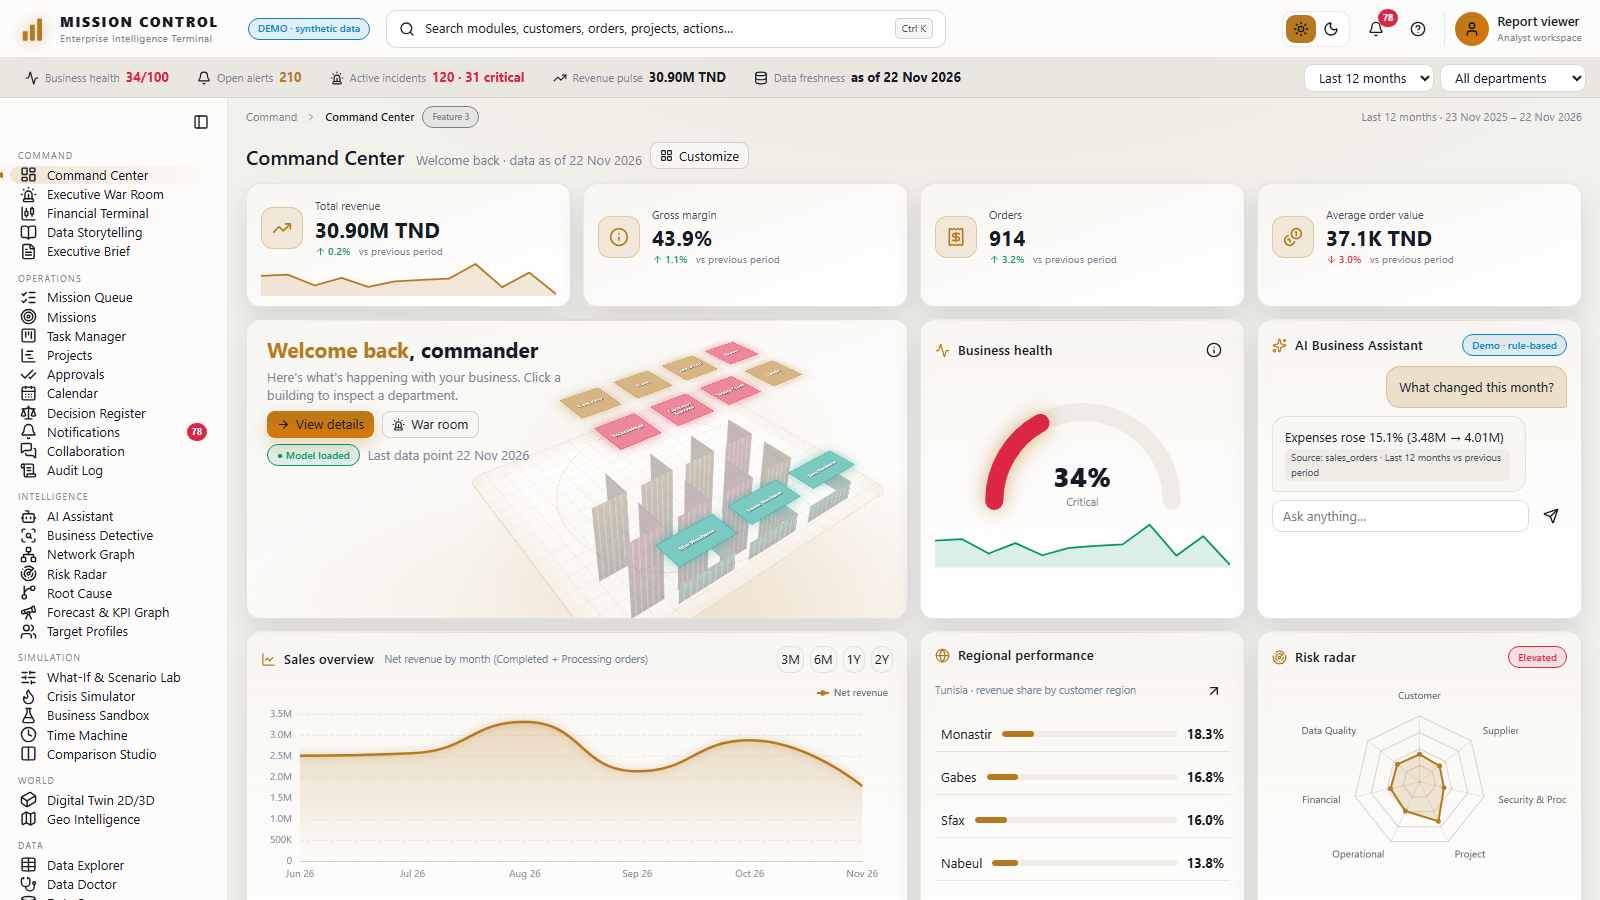 MISSION CONTROL
Enterprise Intelligence Terminal
DEMO · synthetic data
Search modules, customers, orders, projects, actions...
Ctrl K
78
Report viewer
Analyst workspace
Business health 34/100
Open alerts 210
Active incidents 120 · 31 critical
Revenue pulse 30.90M TND
Data freshness as of 22 Nov 2026
Last 12 months
All departments
COMMAND
Command Center
Executive War Room
Financial Terminal
Data Storytelling
Executive Brief
OPERATIONS
Mission Queue
Missions
Task Manager
Projects
Approvals
Calendar
Decision Register
Notifications 78
Collaboration
Audit Log
INTELLIGENCE
AI Assistant
Business Detective
Network Graph
Risk Radar
Root Cause
Forecast & KPI Graph
Target Profiles
SIMULATION
What-If & Scenario Lab
Crisis Simulator
Business Sandbox
Time Machine
Comparison Studio
WORLD
Digital Twin 2D/3D
Geo Intelligence
DATA
Data Explorer
Data Doctor
Command > Command Center Feature 3
Last 12 months · 23 Nov 2025 – 22 Nov 2026
Command Center Welcome back · data as of 22 Nov 2026 Customize
Total revenue
30.90M TND
↑ 0.2% vs previous period
Gross margin
43.9%
↑ 1.1% vs previous period
Orders
914
↑ 3.2% vs previous period
Average order value
37.1K TND
↓ 3.0% vs previous period
Welcome back, commander
Here's what's happening with your business. Click a
building to inspect a department.
View details
War room
Model loaded
Last data point 22 November 2026
Business health
34%
Critical
AI Business Assistant
Demo · rule-based
What changed this month?
Expenses rose 15.1% (3.48M → 4.01M)
Source: sales_orders · Last 12 months vs previous
period
Ask anything...
Sales overview Net revenue by month (Completed + Processing orders)
3M 6M 1Y 2Y
Net revenue
3.5M
3.0M
2.5M
2.0M
1.5M
1.0M
500K
0
Jun 26 Jul 26 Aug 26 Sep 26 Oct 26 Nov 26
Regional performance
Tunisia · revenue share by customer region
Monastir 18.3%
Gabes 16.8%
Sfax 16.0%
Nabeul 13.8%
Risk radar
Elevated
Customer
Data Quality
Supplier
Financial
Security & Proc
Operational
Project